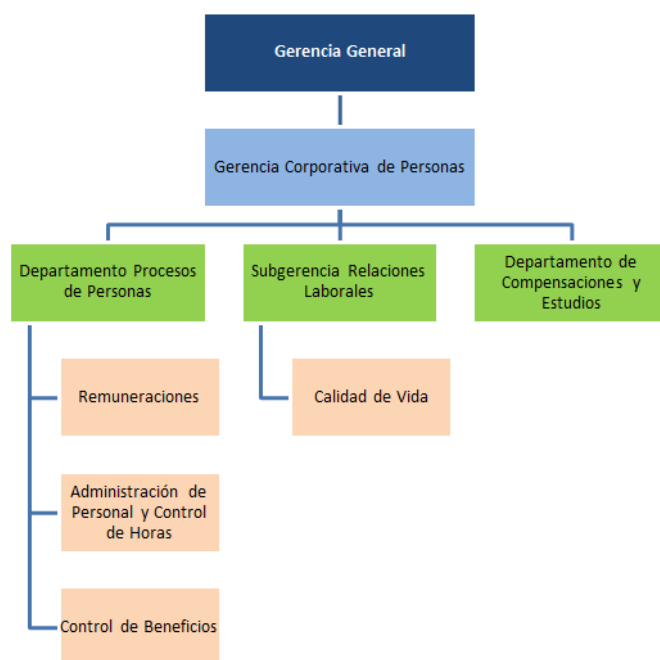 Gerencia General
Gerencia Corporativa de Personas
Departamento Procesos
de Personas
Subgerencia Relaciones
Laborales
Departamento de
Compensaciones y
Estudios
Remuneraciones
Calidad de Vida
Administración de
Personal y Control
de Horas
Control de Beneficios